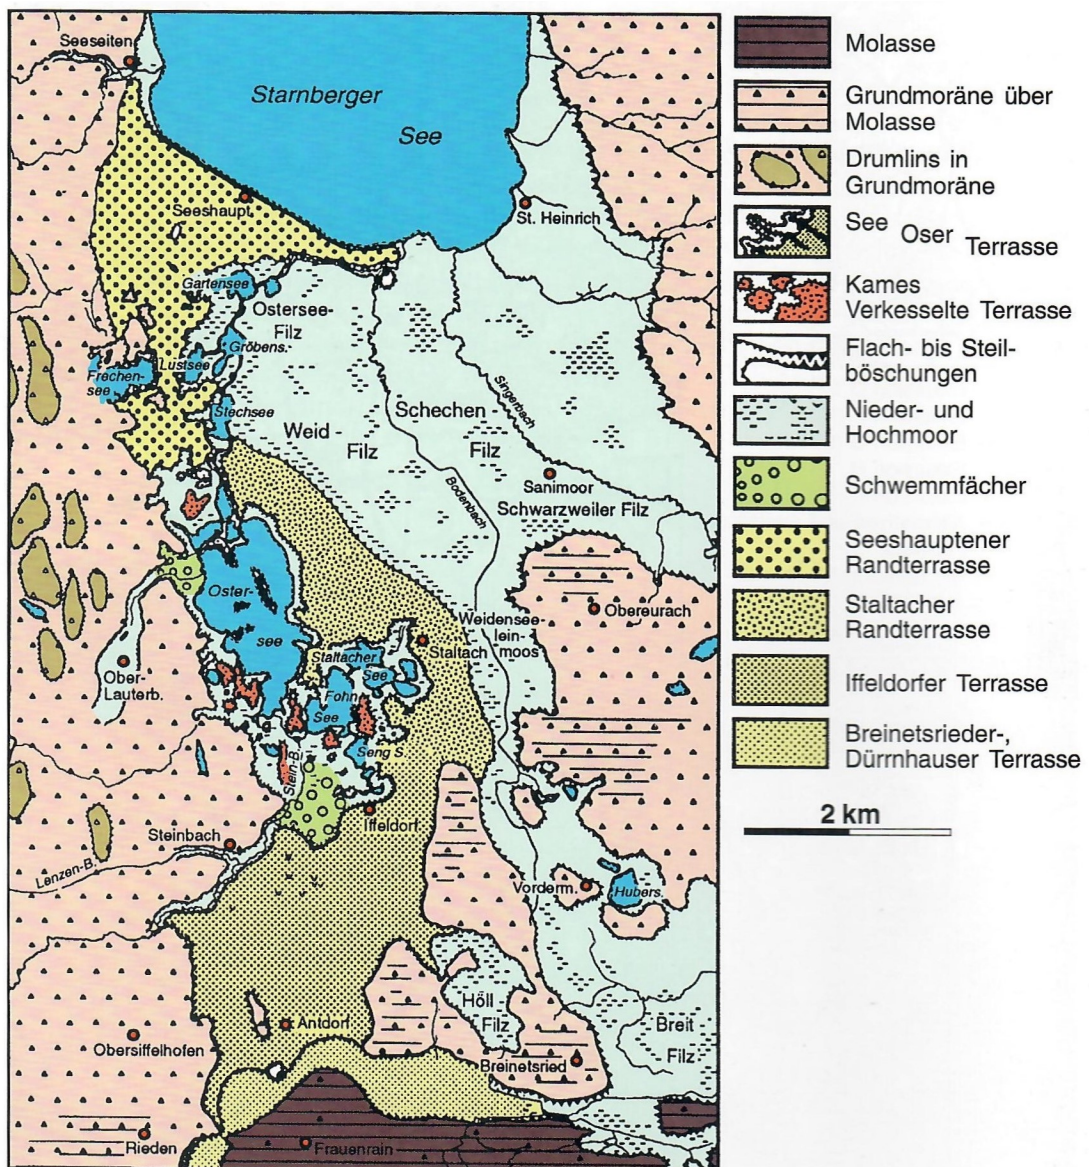 Seeseiten
Starnberger
See
Seeshaupt
St. Heinrich
Gartensee
Ostersee-
Filz
Gröbens.
Lustsee
Frechen-
see
Stechsee
Singerbach
Schechen
Filz
Weid -
Filz
Bodenbach
Sanimoor
Schwarzweiler Filz
Oster-
see
Obereurach
Weidensee-
lein-
moos
Staltach
Staltacher
See
Ober-
Lauterb.
Fohn
See
Seng S.
Stein-B.
Iffeldorf
Steinbach
Lenzen-B.
Vorderm.
Hubers.
Höll
Filz
Breit
Filz
Antdorf
Obersiffelhofen
Breinetsried
Rieden
Frauenrain
Molasse
Grundmoräne über
Molasse
Drumlins in
Grundmoräne
See Oser Terrasse
Kames
Verkesselte Terrasse
Flach- bis Steil-
böschungen
Nieder- und
Hochmoor
Schwemmfächer
Seeshauptener
Randterrasse
Staltacher
Randterrasse
Iffeldorfer Terrasse
Breinetsrieder-,
Dürrnhauser Terrasse
2 km